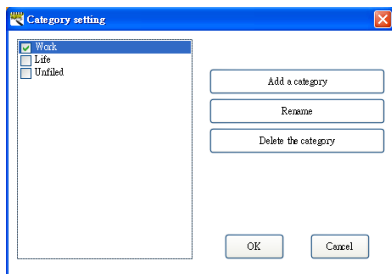 Category setting
Work
Life
Unfiled
Add a category
Rename
Delete the category
OK
Cancel